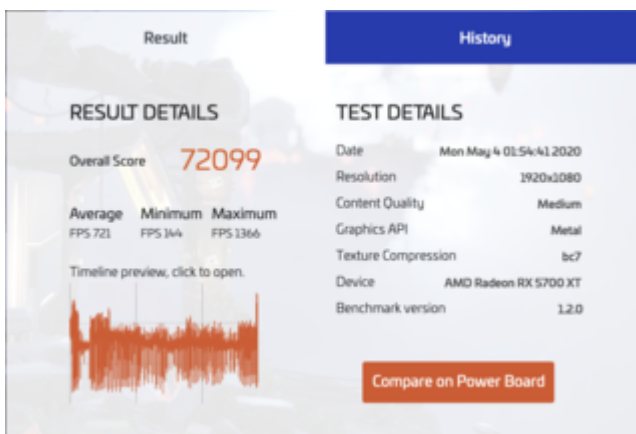 Result
History
RESULT DETAILS
Overall Score 72099
Average Minimum Maximum
FPS 721 FPS 144 FPS 1366
Timeline preview, click to open.
TEST DETAILS
Date Mon May 4 01:54:41 2020
Resolution 1920x1080
Content Quality Medium
Graphics API Metal
Texture Compression bc7
Device AMD Radeon RX 5700 XT
Benchmark version 1.2.0
Compare on Power Board